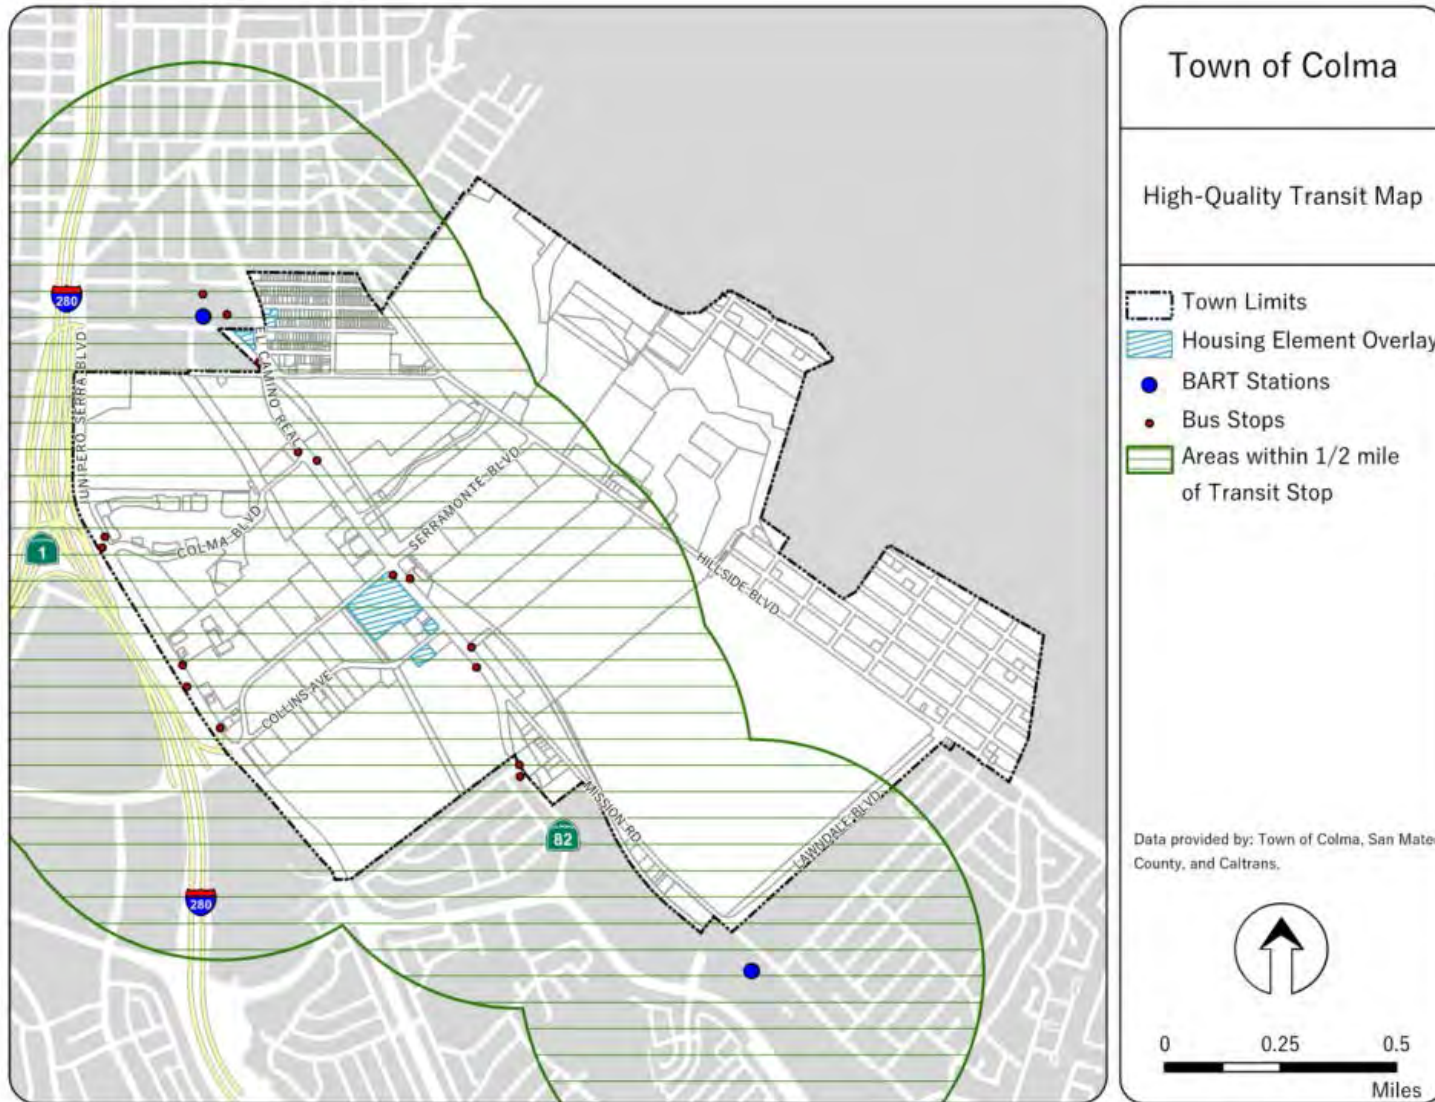 Town of Colma
High-Quality Transit Map
Town Limits
Housing Element Overlay
BART Stations
Bus Stops
Areas within 1/2 mile
of Transit Stop
Data provided by: Town of Colma, San Mate
County, and Caltrans.
0 0.25 0.5
Miles
280
JUNIPERO SERRA BLVD
EL CAMINO REAL
1
COLMA BLVD
SERRAMONTE BLVD
HILLSIDE BLVD
COLLINS AVE
MISSION RD
82
LAWNDALE BLVD
280